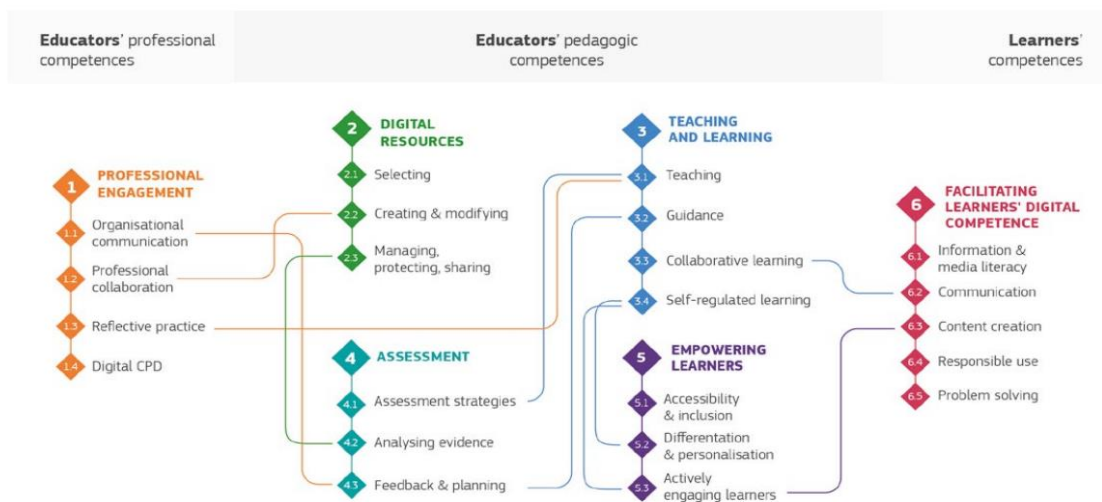 Educators' professional
competences
Educators' pedagogic
competences
Learners'
competences
1
PROFESSIONAL
ENGAGEMENT
1.1
Organisational
communication
1.2
Professional
collaboration
1.3
Reflective practice
1.4
Digital CPD
2
DIGITAL
RESOURCES
2.1
Selecting
2.2
Creating & modifying
2.3
Managing,
protecting, sharing
3
TEACHING
AND LEARNING
3.1
Teaching
3.2
Guidance
3.3
Collaborative learning
3.4
Self-regulated learning
4
ASSESSMENT
4.1
Assessment strategies
4.2
Analysing evidence
4.3
Feedback & planning
5
EMPOWERING
LEARNERS
5.1
Accessibility
& inclusion
5.2
Differentation
& personalisation
5.3
Actively
engaging learners
6
FACILITATING
LEARNERS' DIGITAL
COMPETENCE
6.1
Information &
media literacy
6.2
Communication
6.3
Content creation
6.4
Responsible use
6.5
Problem solving